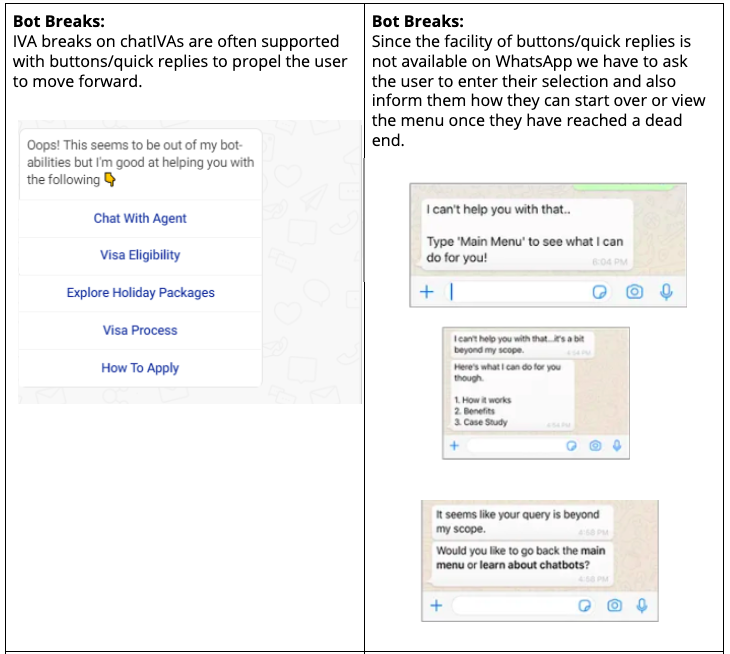 Bot Breaks:
IVA breaks on chatIVAs are often supported
with buttons/quick replies to propel the user
to move forward.
Oops! This seems to be out of my bot-
abilities but I'm good at helping you with
the following 👇
Chat With Agent
Visa Eligibility
Explore Holiday Packages
Visa Process
How To Apply
Bot Breaks:
Since the facility of buttons/quick replies is
not available on WhatsApp we have to ask
the user to enter their selection and also
inform them how they can start over or view
the menu once they have reached a dead
end.
I can't help you with that..
Type 'Main Menu' to see what I can
do for you!
6:04 PM
I can't help you with that...it's a bit
beyond my scope.
Here's what I can do for you
though.
1. How it works
2. Benefits
3. Case Study
It seems like your query is beyond
my scope.
4:58 PM
Would you like to go back the main
menu or learn about chatbots?
4:58 PM